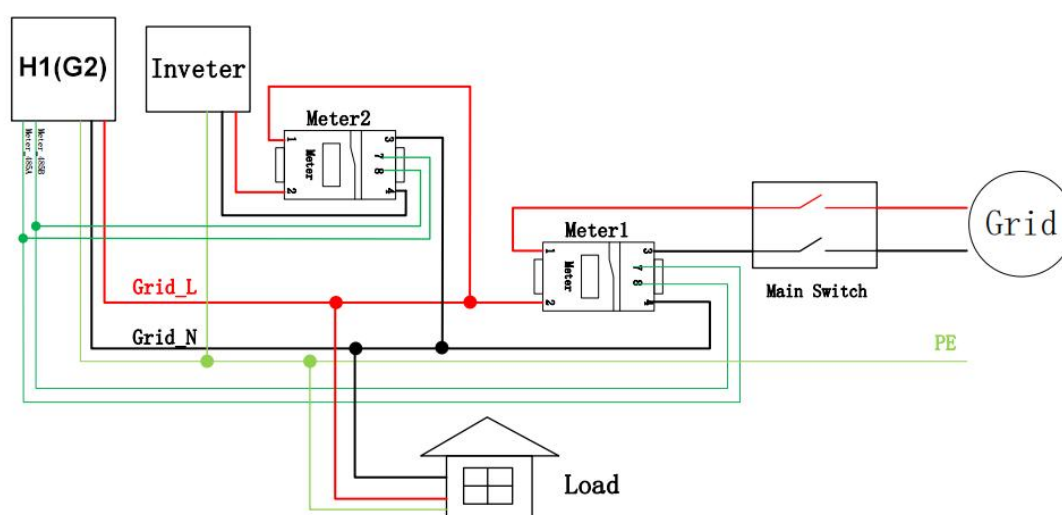 H1(G2)
Inveter
Meter_485A
Meter_485B
Meter2
1
2
3
7
8
4
Meter
Meter1
1
2
3
7
8
4
Meter
Main Switch
Grid
Grid_L
Grid_N
PE
Load